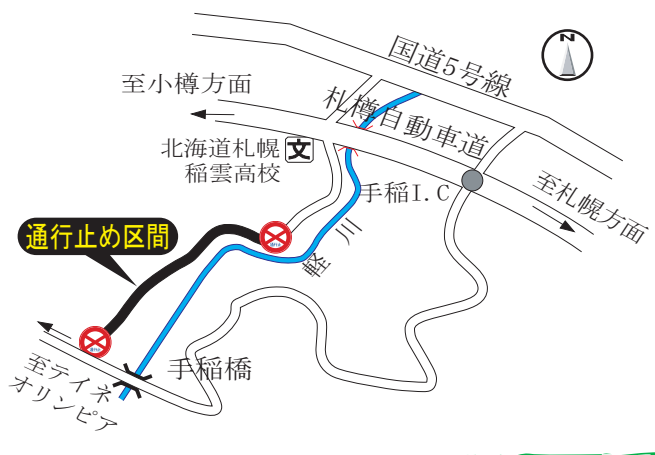 国道5号線
N
至小樽方面
札樽自動車道
北海道札幌
稲雲高校
文
手稲I.C
至札幌方面
通行止め区間
軽川
手稲橋
至テイネ
オリンピア